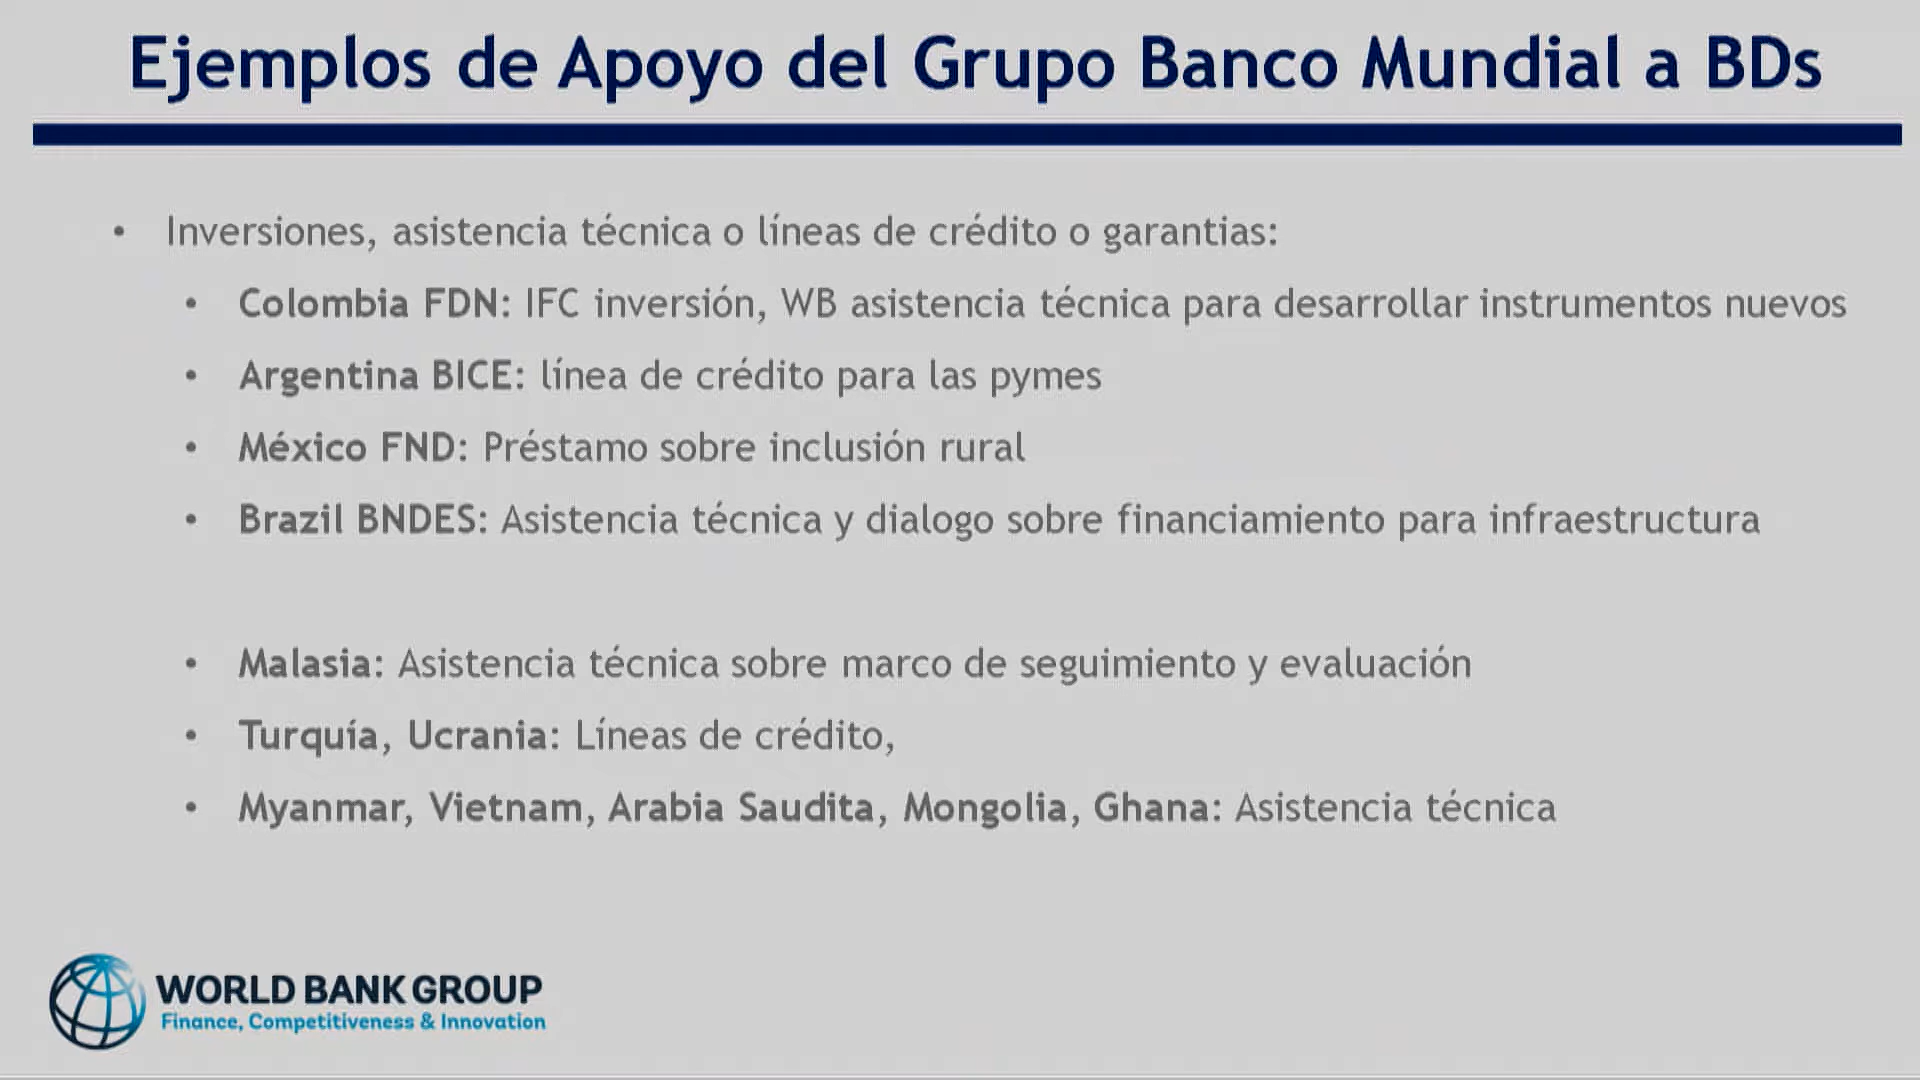 Ejemplos de Apoyo del Grupo Banco Mundial a BDs
• Inversiones, asistencia técnica o líneas de crédito o garantias:
• Colombia FDN: IFC inversión, WB asistencia técnica para desarrollar instrumentos nuevos
• Argentina BICE: línea de crédito para las pymes
• México FND: Préstamo sobre inclusión rural
• Brazil BNDES: Asistencia técnica y dialogo sobre financiamiento para infraestructura
• Malasia: Asistencia técnica sobre marco de seguimiento y evaluación
• Turquía, Ucrania: Líneas de crédito,
• Myanmar, Vietnam, Arabia Saudita, Mongolia, Ghana: Asistencia técnica
WORLD BANK GROUP
Finance, Competitiveness & Innovation